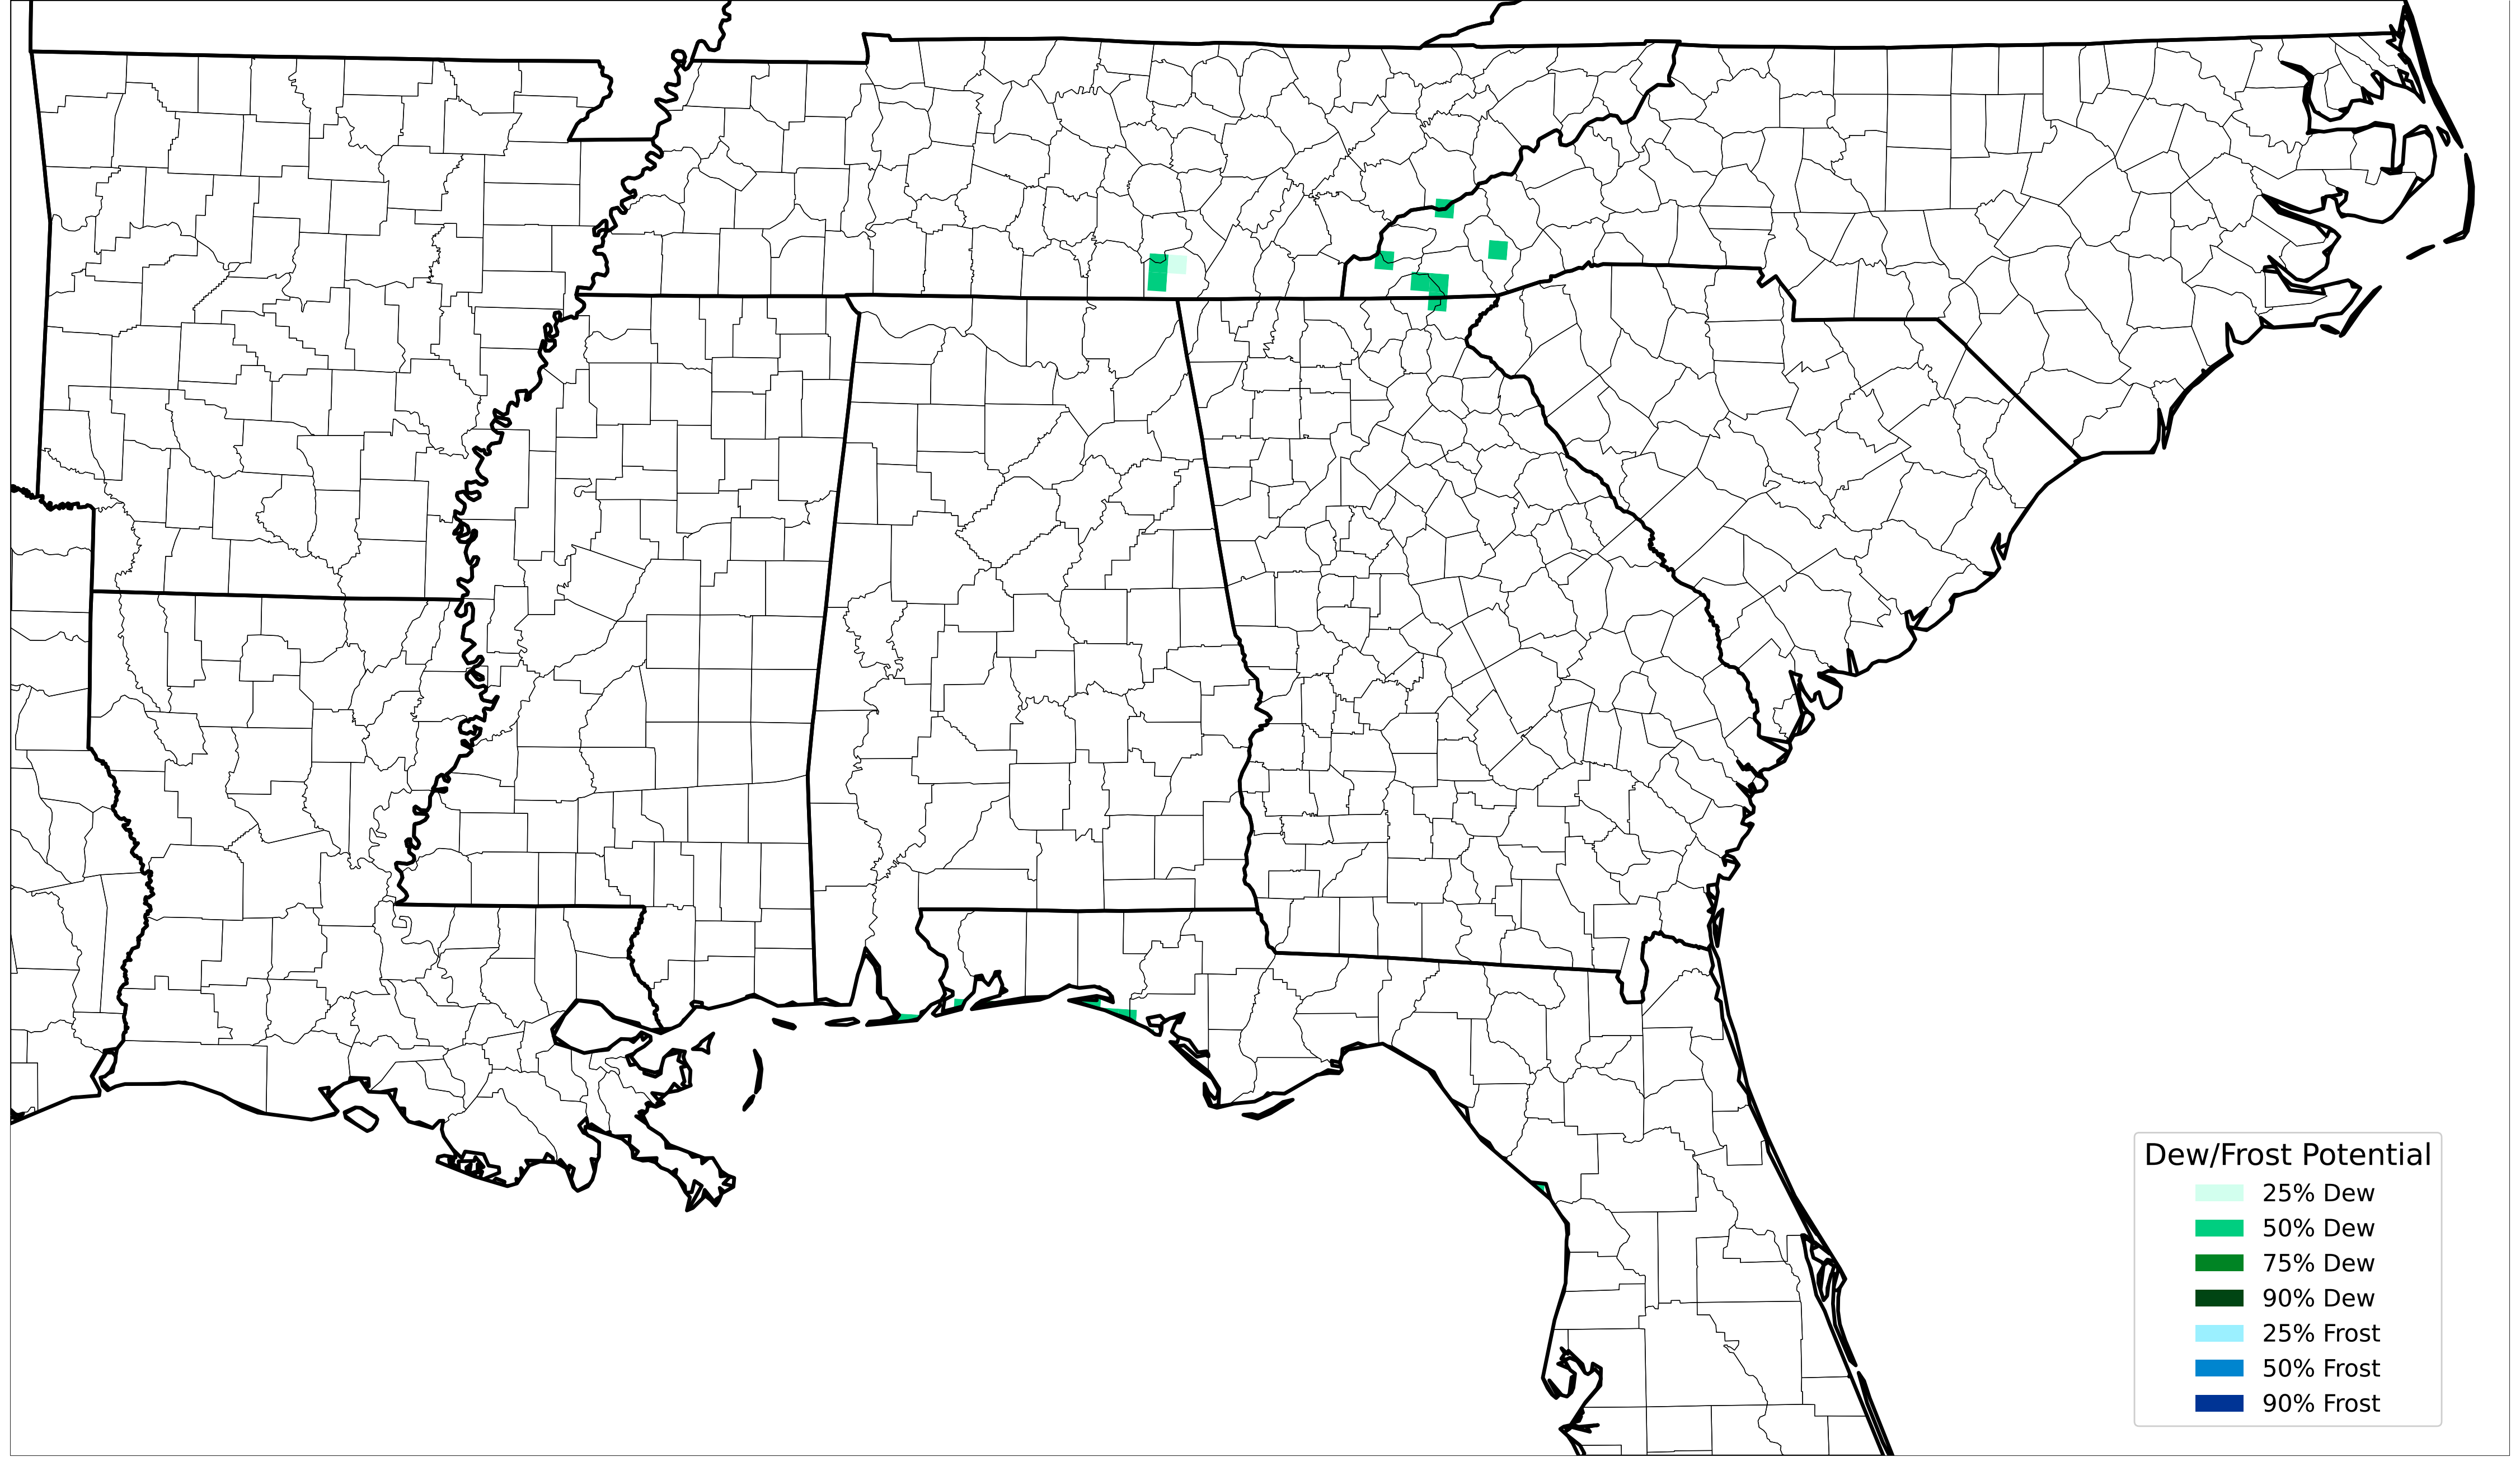 Dew/Frost Potential
25% Dew
50% Dew
75% Dew
90% Dew
25% Frost
50% Frost
90% Frost